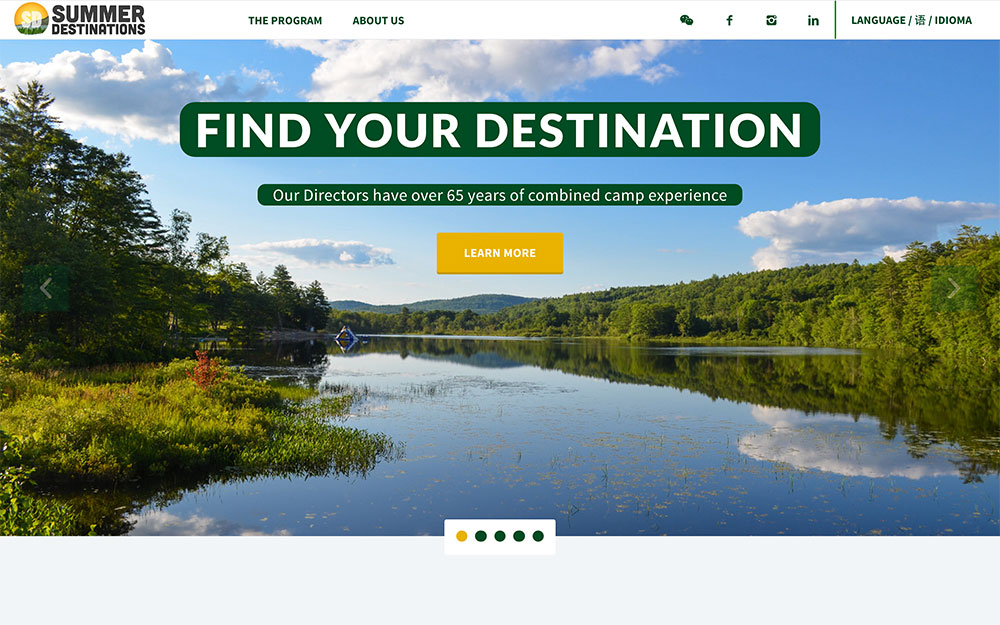 SD SUMMER
DESTINATIONS
THE PROGRAM
ABOUT US
LANGUAGE / 语 / IDIOMA
FIND YOUR DESTINATION
Our Directors have over 65 years of combined camp experience
LEARN MORE